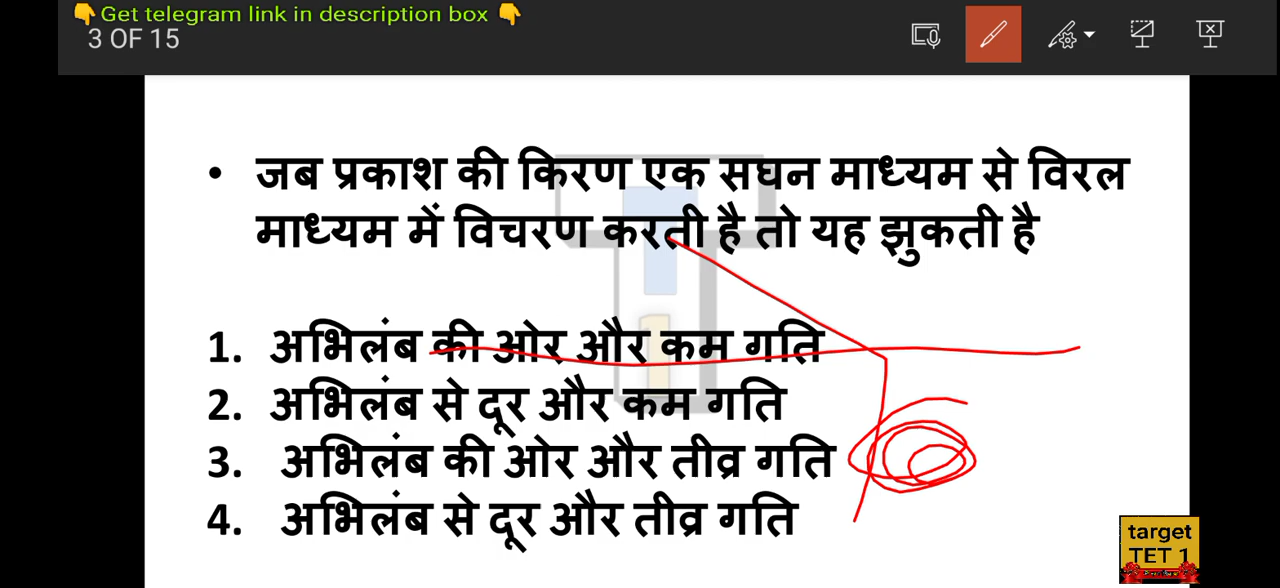 👇Get telegram link in description box 👇
3 OF 15
• जब प्रकाश की किरण एक सघन माध्यम से विरल
माध्यम में विचरण करती है तो यह झुकती है
1. अभिलंब की ओर और कम गति
2. अभिलंब से दूर और कम गति
3. अभिलंब की ओर और तीव्र गति
4. अभिलंब से दूर और तीव्र गति
target
TET 1